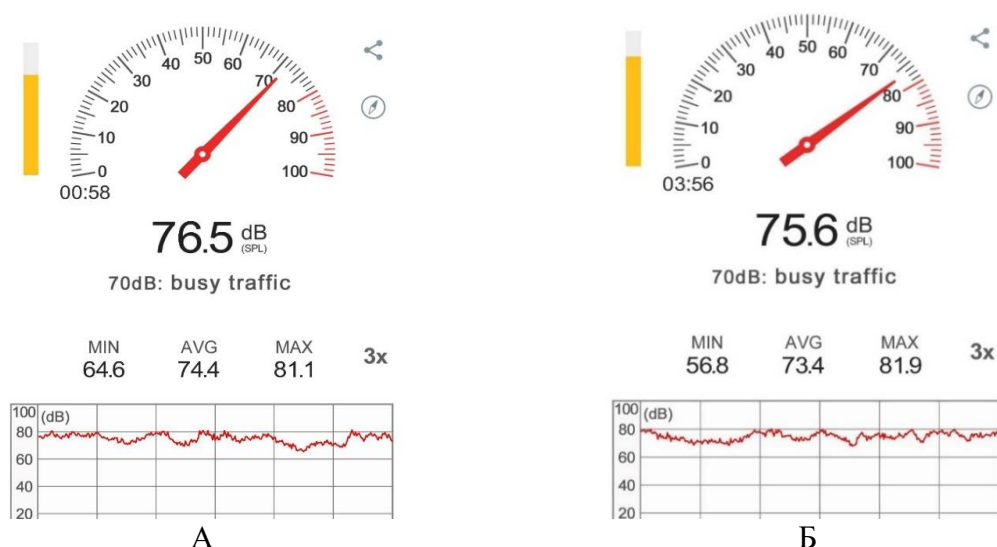 0
10
20
30
40
50
60
70
80
90
100
00:58
76.5 dB
(SPL)
70dB: busy traffic
MIN AVG MAX
64.6 74.4 81.1
3x
100 (dB)
80
60
40
20
А
0
10
20
30
40
50
60
70
80
90
100
03:56
75.6 dB
(SPL)
70dB: busy traffic
MIN AVG MAX
56.8 73.4 81.9
3x
100 (dB)
80
60
40
20
Б